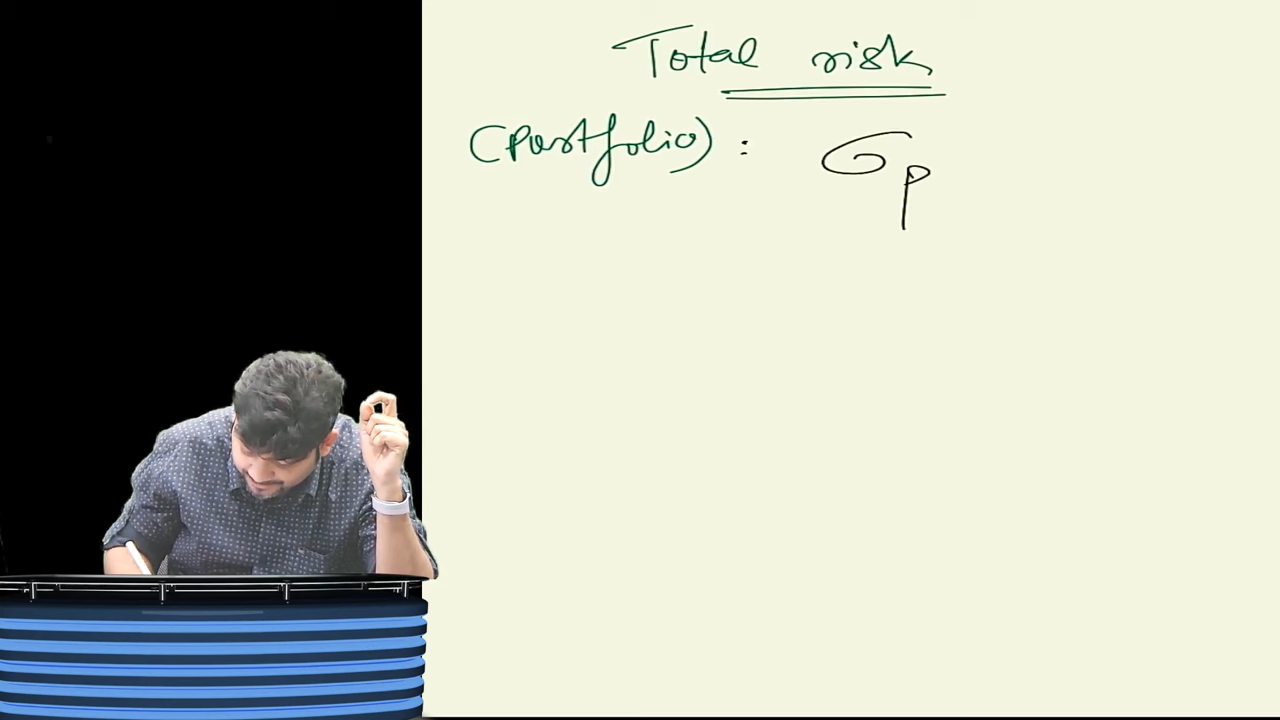 Total risk
(Portfolio) : σp